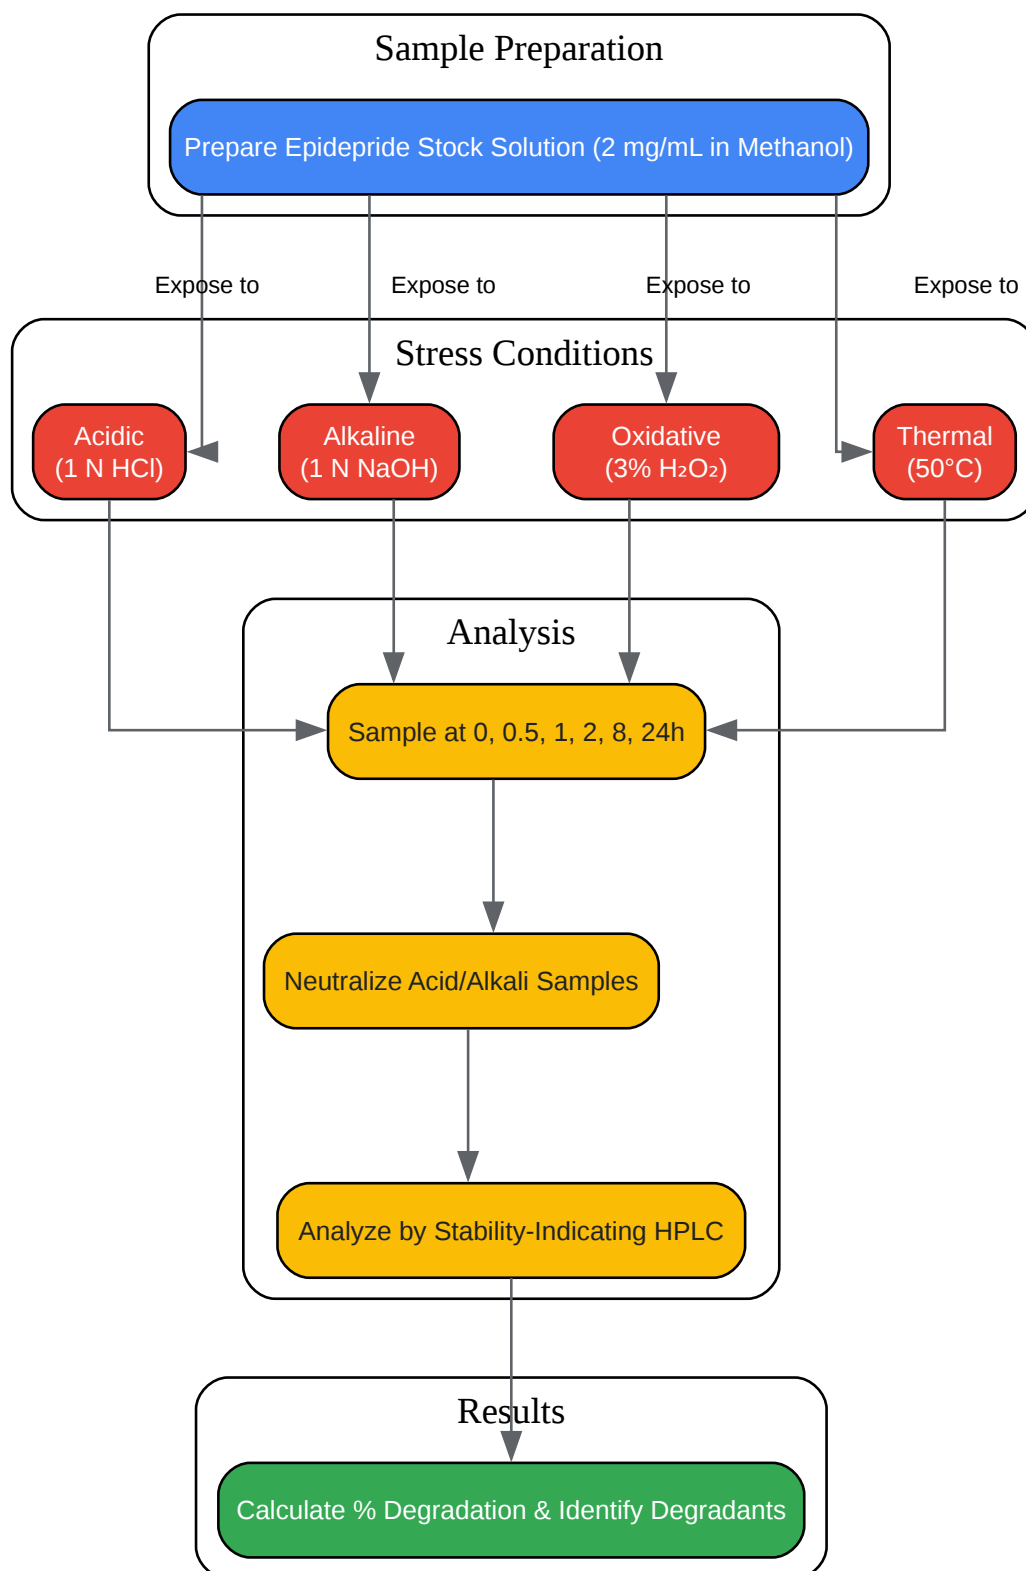 Sample Preparation
Prepare Epidepride Stock Solution (2 mg/mL in Methanol)
Expose to
Expose to
Expose to
Expose to
Stress Conditions
Acidic
(1 N HCl)
Alkaline
(1 N NaOH)
Oxidative
(3% H₂O₂)
Thermal
(50°C)
Analysis
Sample at 0, 0.5, 1, 2, 8, 24h
Neutralize Acid/Alkali Samples
Analyze by Stability-Indicating HPLC
Results
Calculate % Degradation & Identify Degradants